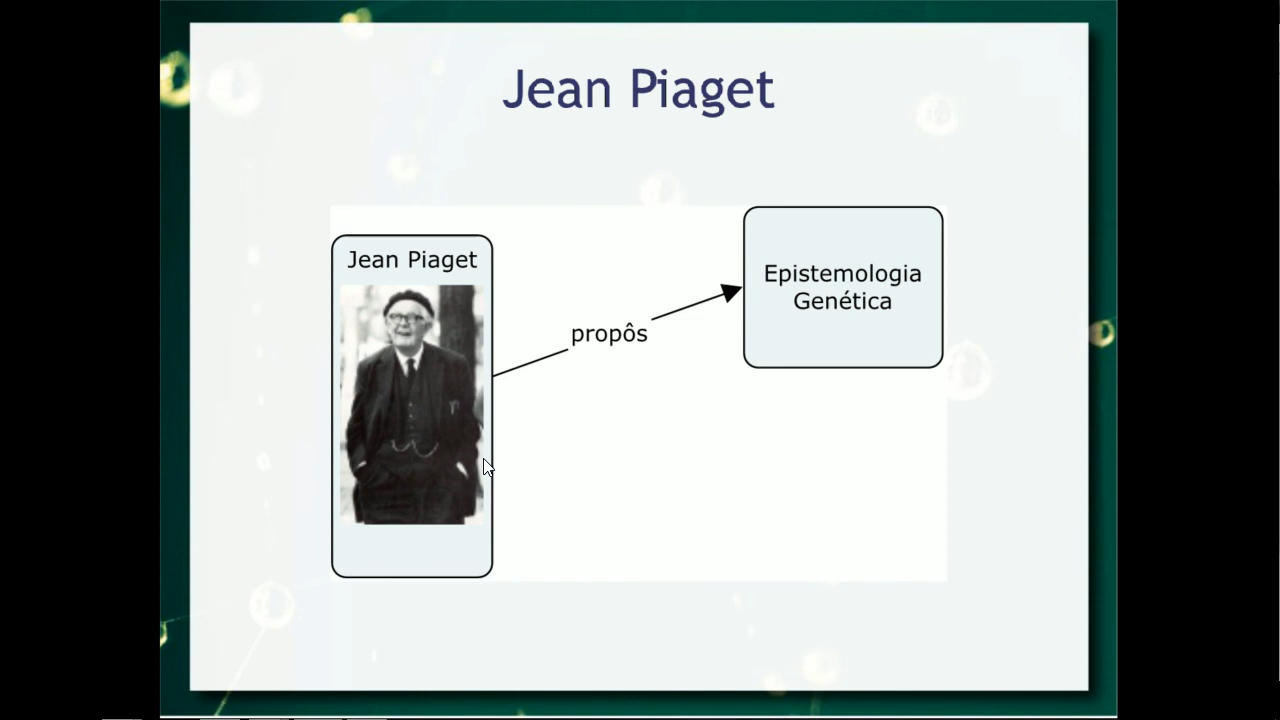 Jean Piaget
Jean Piaget
propôs
Epistemologia
Genética